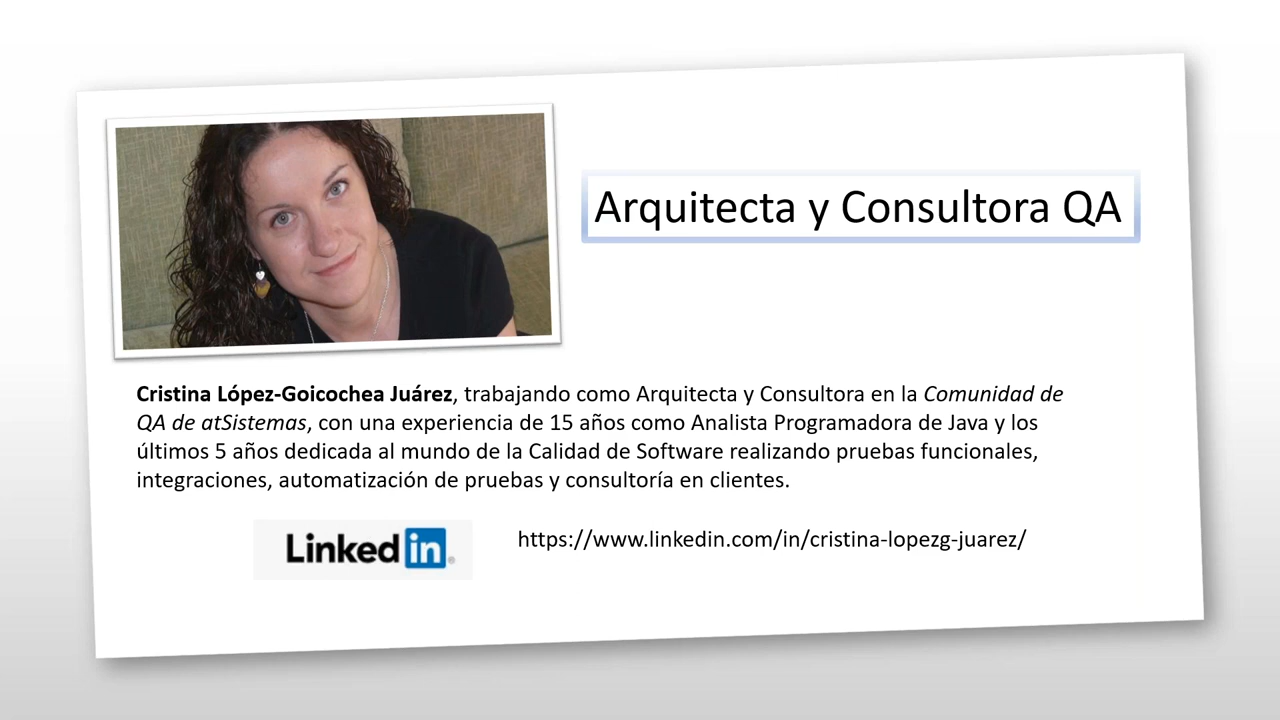 Arquitecta y Consultora QA
Cristina López-Goicochea Juárez, trabajando como Arquitecta y Consultora en la Comunidad de
QA de atSistemas, con una experiencia de 15 años como Analista Programadora de Java y los
últimos 5 años dedicada al mundo de la Calidad de Software realizando pruebas funcionales,
integraciones, automatización de pruebas y consultoría en clientes.
Linked in®
https://www.linkedin.com/in/cristina-lopezg-juarez/